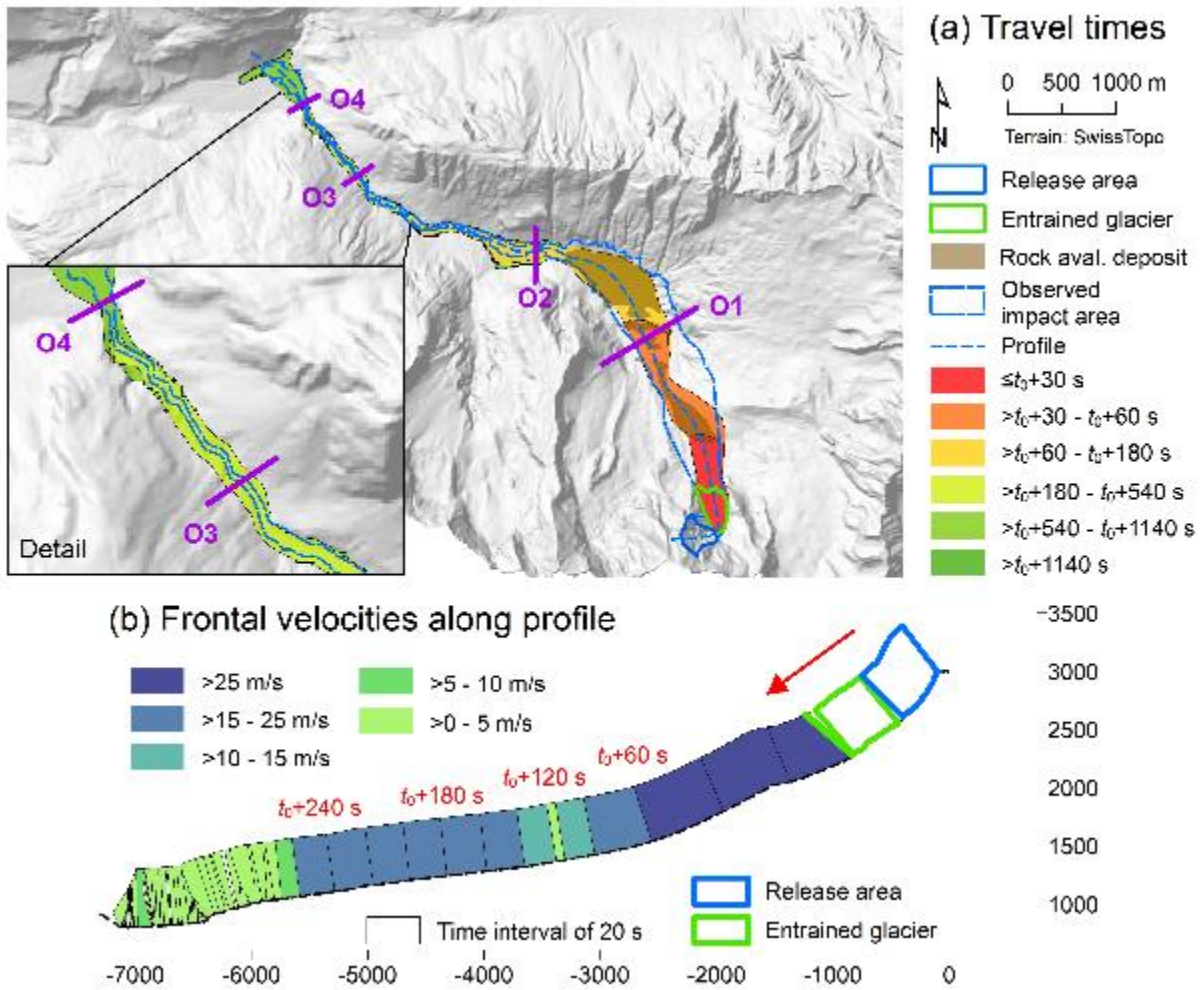 (a) Travel times
0 500 1000 m
N
Terrain: SwissTopo
Release area
Entrained glacier
Rock aval. deposit
Observed
impact area
Profile
≤t₀+30 s
>t₀+30 - t₀+60 s
>t₀+60 - t₀+180 s
>t₀+180 - t₀+540 s
>t₀+540 - t₀+1140 s
>t₀+1140 s
O4
O3
O2
O1
O4
O3
Detail
(b) Frontal velocities along profile
>25 m/s
>15 - 25 m/s
>10 - 15 m/s
>5 - 10 m/s
>0 - 5 m/s
t₀+60 s
t₀+120 s
t₀+180 s
t₀+240 s
3500
3000
2500
2000
1500
1000
Release area
Entrained glacier
Time interval of 20 s
-7000 -6000 -5000 -4000 -3000 -2000 -1000 0